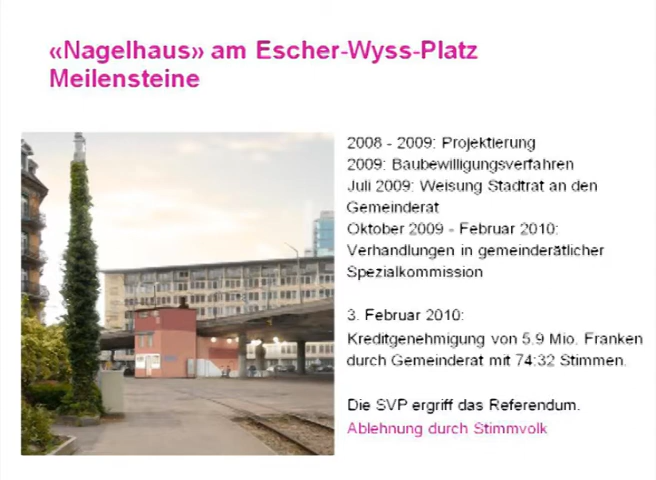 «Nagelhaus» am Escher-Wyss-Platz
Meilensteine
2008 - 2009: Projektierung
2009: Baubewilligungsverfahren
Juli 2009: Weisung Stadtrat an den
Gemeinderat
Oktober 2009 - Februar 2010:
Verhandlungen in gemeinderätlicher
Spezialkommission
3. Februar 2010:
Kreditgenehmigung von 5.9 Mio. Franken
durch Gemeinderat mit 74:32 Stimmen.
Die SVP ergriff das Referendum.
Ablehnung durch Stimmvolk